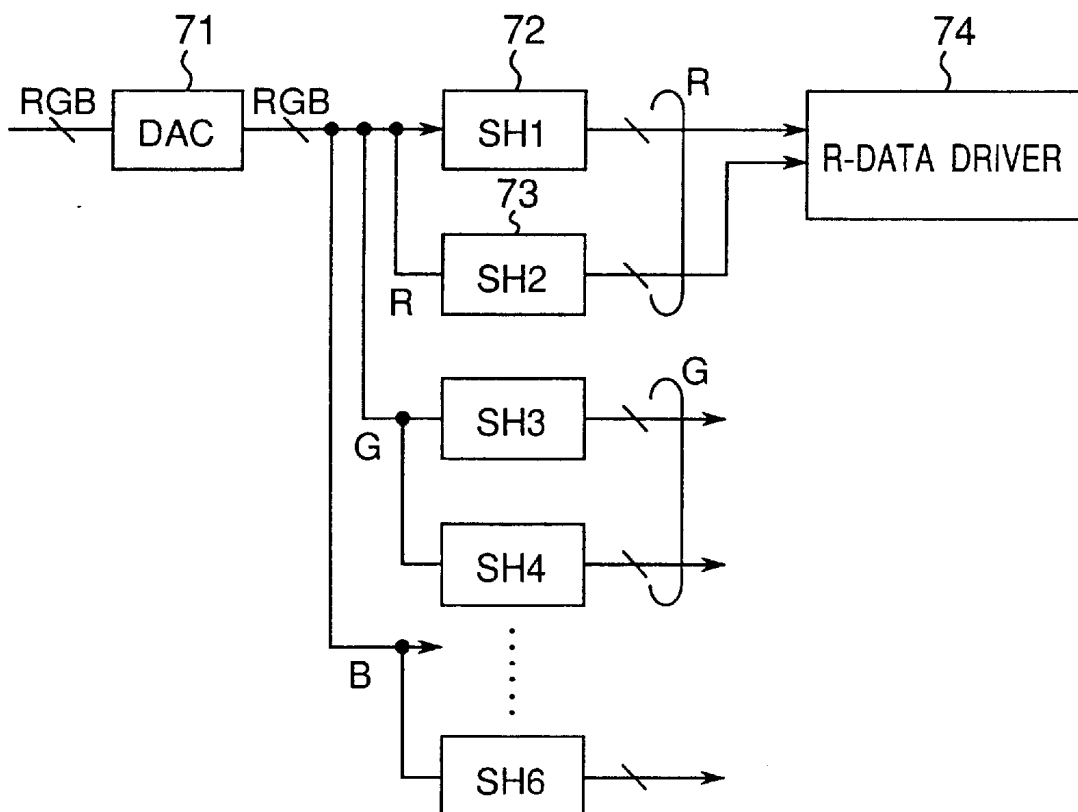 71
72
74
RGB
DAC
RGB
SH1
R
R-DATA DRIVER
73
R
SH2
G
G
SH3
SH4
B
SH6